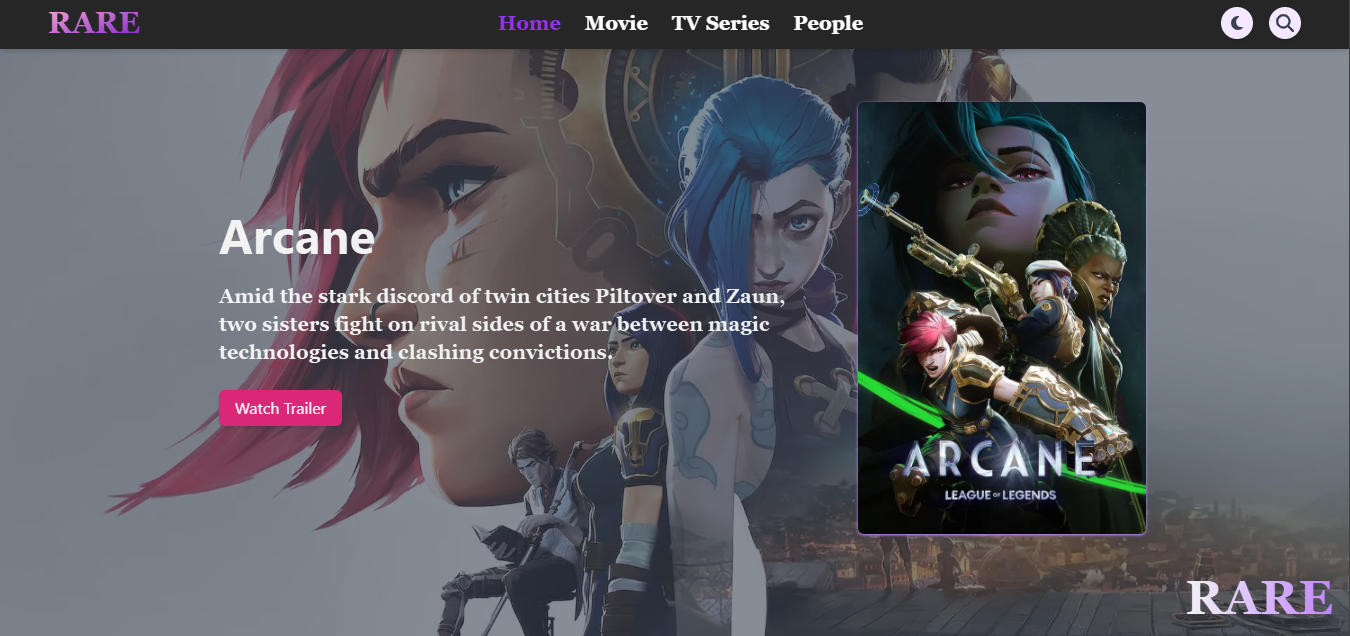 RARE
Home Movie TV Series People
Arcane
Amid the stark discord of twin cities Piltover and Zaun,
two sisters fight on rival sides of a war between magic
technologies and clashing convictions.
Watch Trailer
ARCANE
LEAGUE OF LEGENDS
RARE